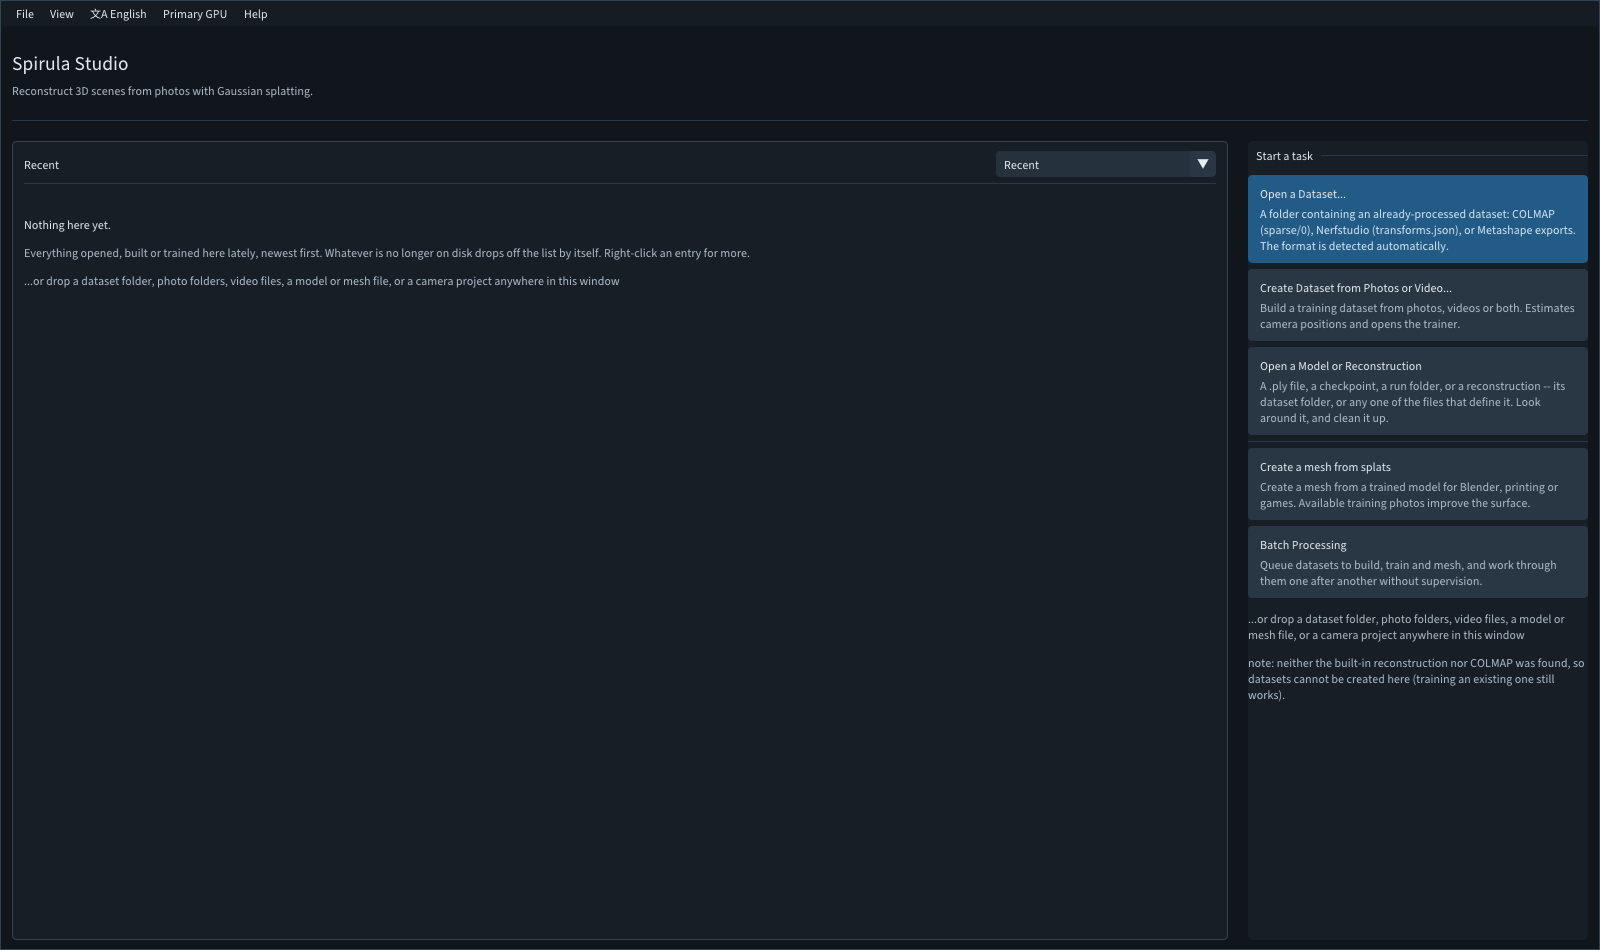 File View 文A English Primary GPU Help
Spirula Studio
Reconstruct 3D scenes from photos with Gaussian splatting.
Recent
Recent
Nothing here yet.
Everything opened, built or trained here lately, newest first. Whatever is no longer on disk drops off the list by itself. Right-click an entry for more.
...or drop a dataset folder, photo folders, video files, a model or mesh file, or a camera project anywhere in this window
Start a task
Open a Dataset...
A folder containing an already-processed dataset: COLMAP
(sparse/0), Nerfstudio (transforms.json), or Metashape exports.
The format is detected automatically.
Create Dataset from Photos or Video...
Build a training dataset from photos, videos or both. Estimates
camera positions and opens the trainer.
Open a Model or Reconstruction
A .ply file, a checkpoint, a run folder, or a reconstruction -- its
dataset folder, or any one of the files that define it. Look
around it, and clean it up.
Create a mesh from splats
Create a mesh from a trained model for Blender, printing or
games. Available training photos improve the surface.
Batch Processing
Queue datasets to build, train and mesh, and work through
them one after another without supervision.
...or drop a dataset folder, photo folders, video files, a model or
mesh file, or a camera project anywhere in this window
note: neither the built-in reconstruction nor COLMAP was found, so
datasets cannot be created here (training an existing one still
works).